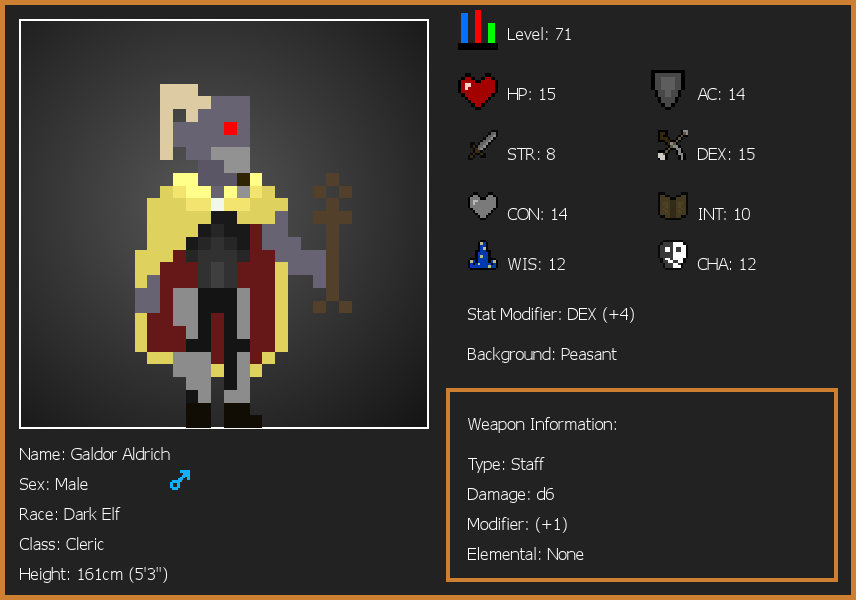 Level: 71
HP: 15
AC: 14
STR: 8
DEX: 15
CON: 14
INT: 10
WIS: 12
CHA: 12
Stat Modifier: DEX (+4)
Background: Peasant
Weapon Information:
Type: Staff
Damage: d6
Modifier: (+1)
Elemental: None
Name: Galdor Aldrich
Sex: Male
Race: Dark Elf
Class: Cleric
Height: 161cm (5'3")